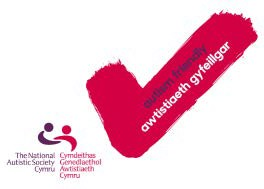 autism friendly
awtistiaeth gyfeillgar
The National
Autistic Society
Cymru
Cymdeithas
Genedlaethol
Awtistiaeth
Cymru